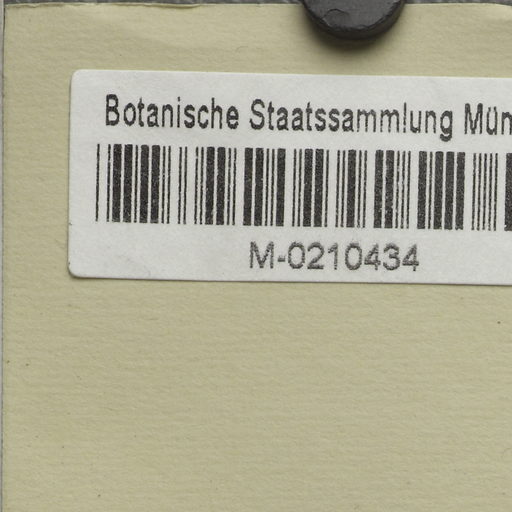 Botanische Staatssammlung Mün
M-0210434